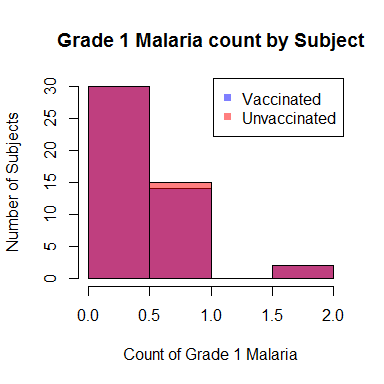 Grade 1 Malaria count by Subject
Vaccinated
Unvaccinated
Number of Subjects
30
25
20
15
10
5
0
0.0 0.5 1.0 1.5 2.0
Count of Grade 1 Malaria